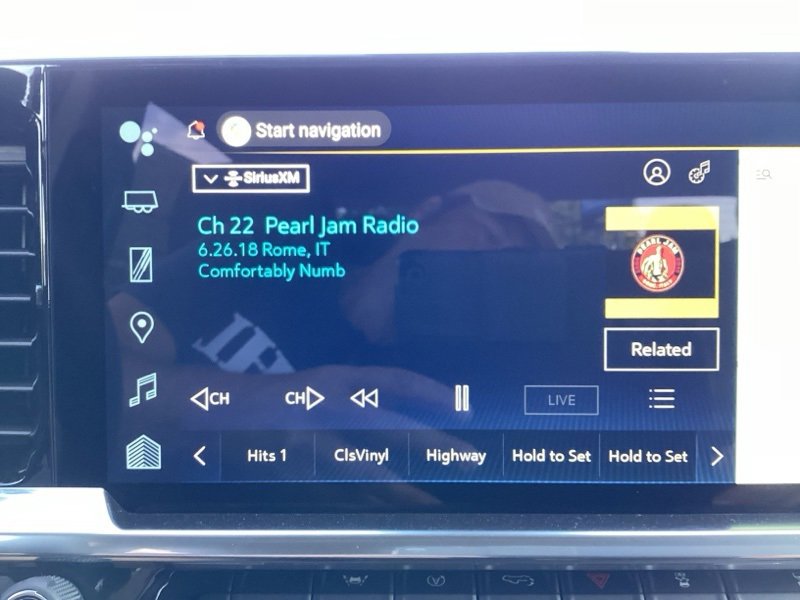 Start navigation
SiriusXM
Ch 22 Pearl Jam Radio
6.26.18 Rome, IT
Comfortably Numb
PEARL JAM
Related
CH
CH
LIVE
Hits 1
ClsVinyl
Highway
Hold to Set
Hold to Set